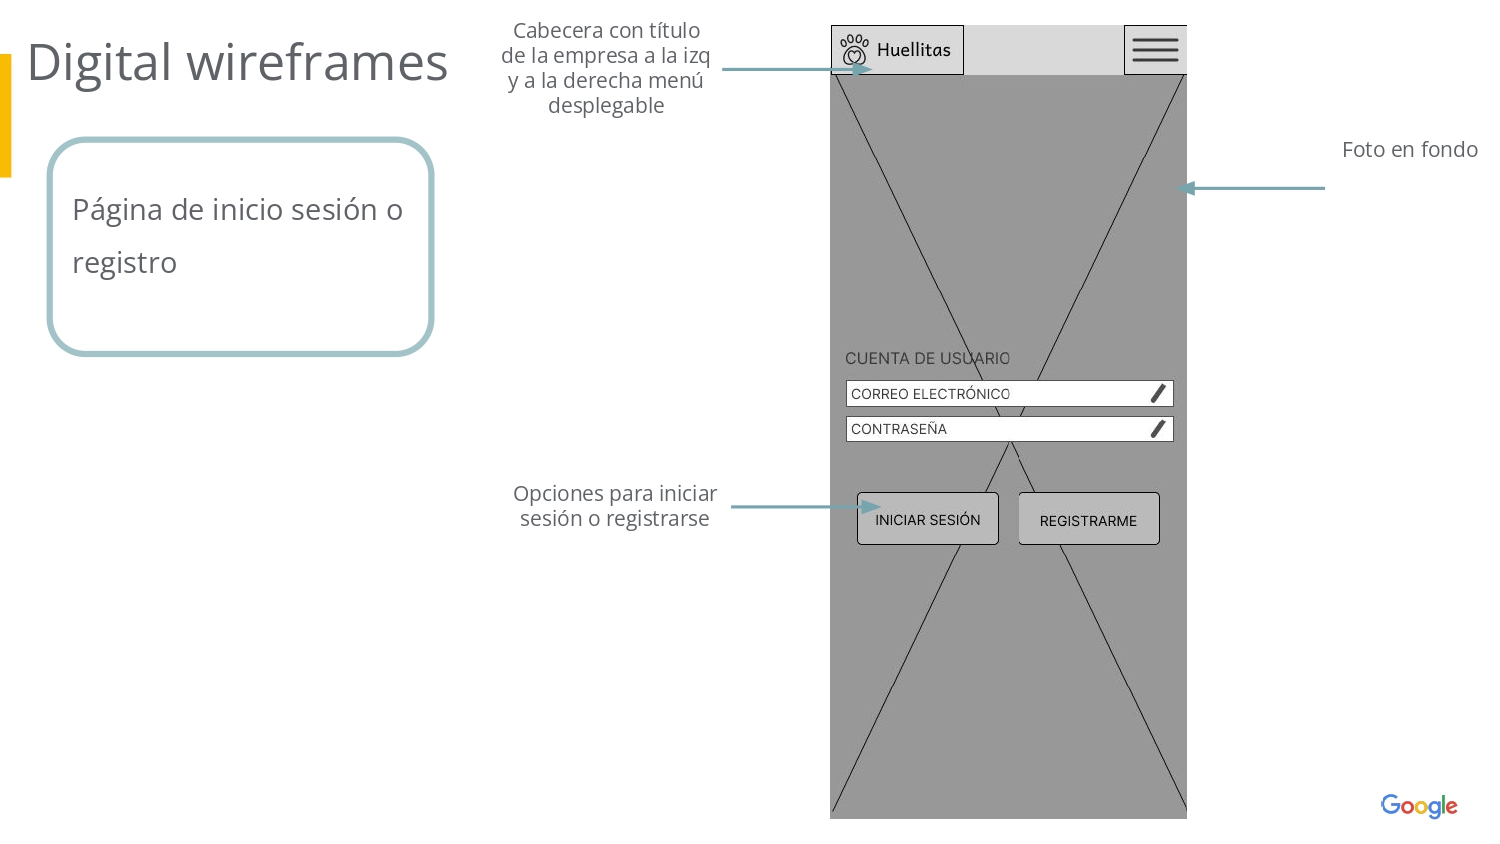 Digital wireframes
Página de inicio sesión o
registro
Cabecera con título
de la empresa a la izq
y a la derecha menú
desplegable
Huellitas
Foto en fondo
CUENTA DE USUARIO
CORREO ELECTRÓNICO
CONTRASEÑA
Opciones para iniciar
sesión o registrarse
INICIAR SESIÓN
REGISTRARME
Google